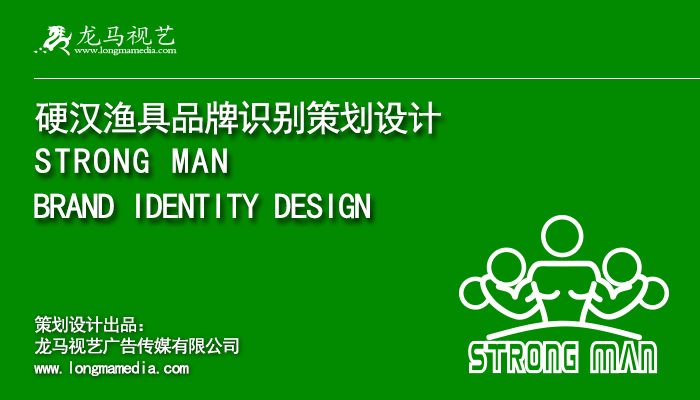 龙马视艺
www.longmamedia.com
硬汉渔具品牌识别策划设计
STRONG MAN
BRAND IDENTITY DESIGN
STRONG MAN
策划设计出品：
龙马视艺广告传媒有限公司
www.longmamedia.com